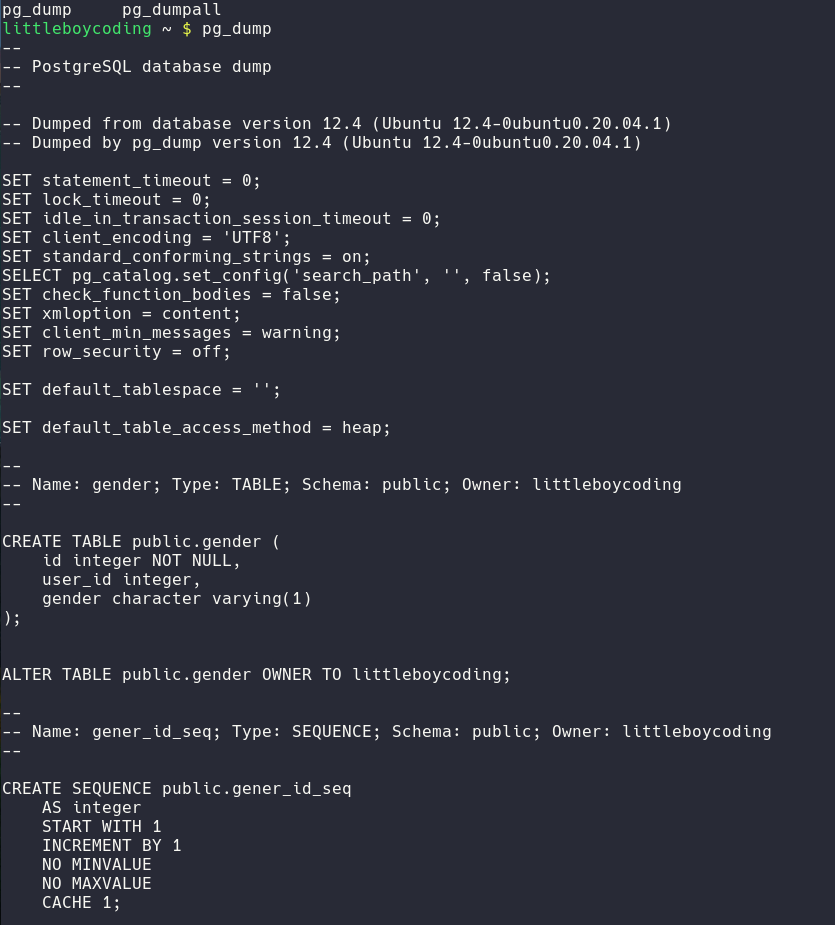 pg_dump     pg_dumpall
littleboycoding ~ $ pg_dump
--
-- PostgreSQL database dump
--

-- Dumped from database version 12.4 (Ubuntu 12.4-0ubuntu0.20.04.1)
-- Dumped by pg_dump version 12.4 (Ubuntu 12.4-0ubuntu0.20.04.1)

SET statement_timeout = 0;
SET lock_timeout = 0;
SET idle_in_transaction_session_timeout = 0;
SET client_encoding = 'UTF8';
SET standard_conforming_strings = on;
SELECT pg_catalog.set_config('search_path', '', false);
SET check_function_bodies = false;
SET xmloption = content;
SET client_min_messages = warning;
SET row_security = off;

SET default_tablespace = '';

SET default_table_access_method = heap;

--
-- Name: gender; Type: TABLE; Schema: public; Owner: littleboycoding
--

CREATE TABLE public.gender (
    id integer NOT NULL,
    user_id integer,
    gender character varying(1)
);


ALTER TABLE public.gender OWNER TO littleboycoding;

--
-- Name: gener_id_seq; Type: SEQUENCE; Schema: public; Owner: littleboycoding
--

CREATE SEQUENCE public.gener_id_seq
    AS integer
    START WITH 1
    INCREMENT BY 1
    NO MINVALUE
    NO MAXVALUE
    CACHE 1;